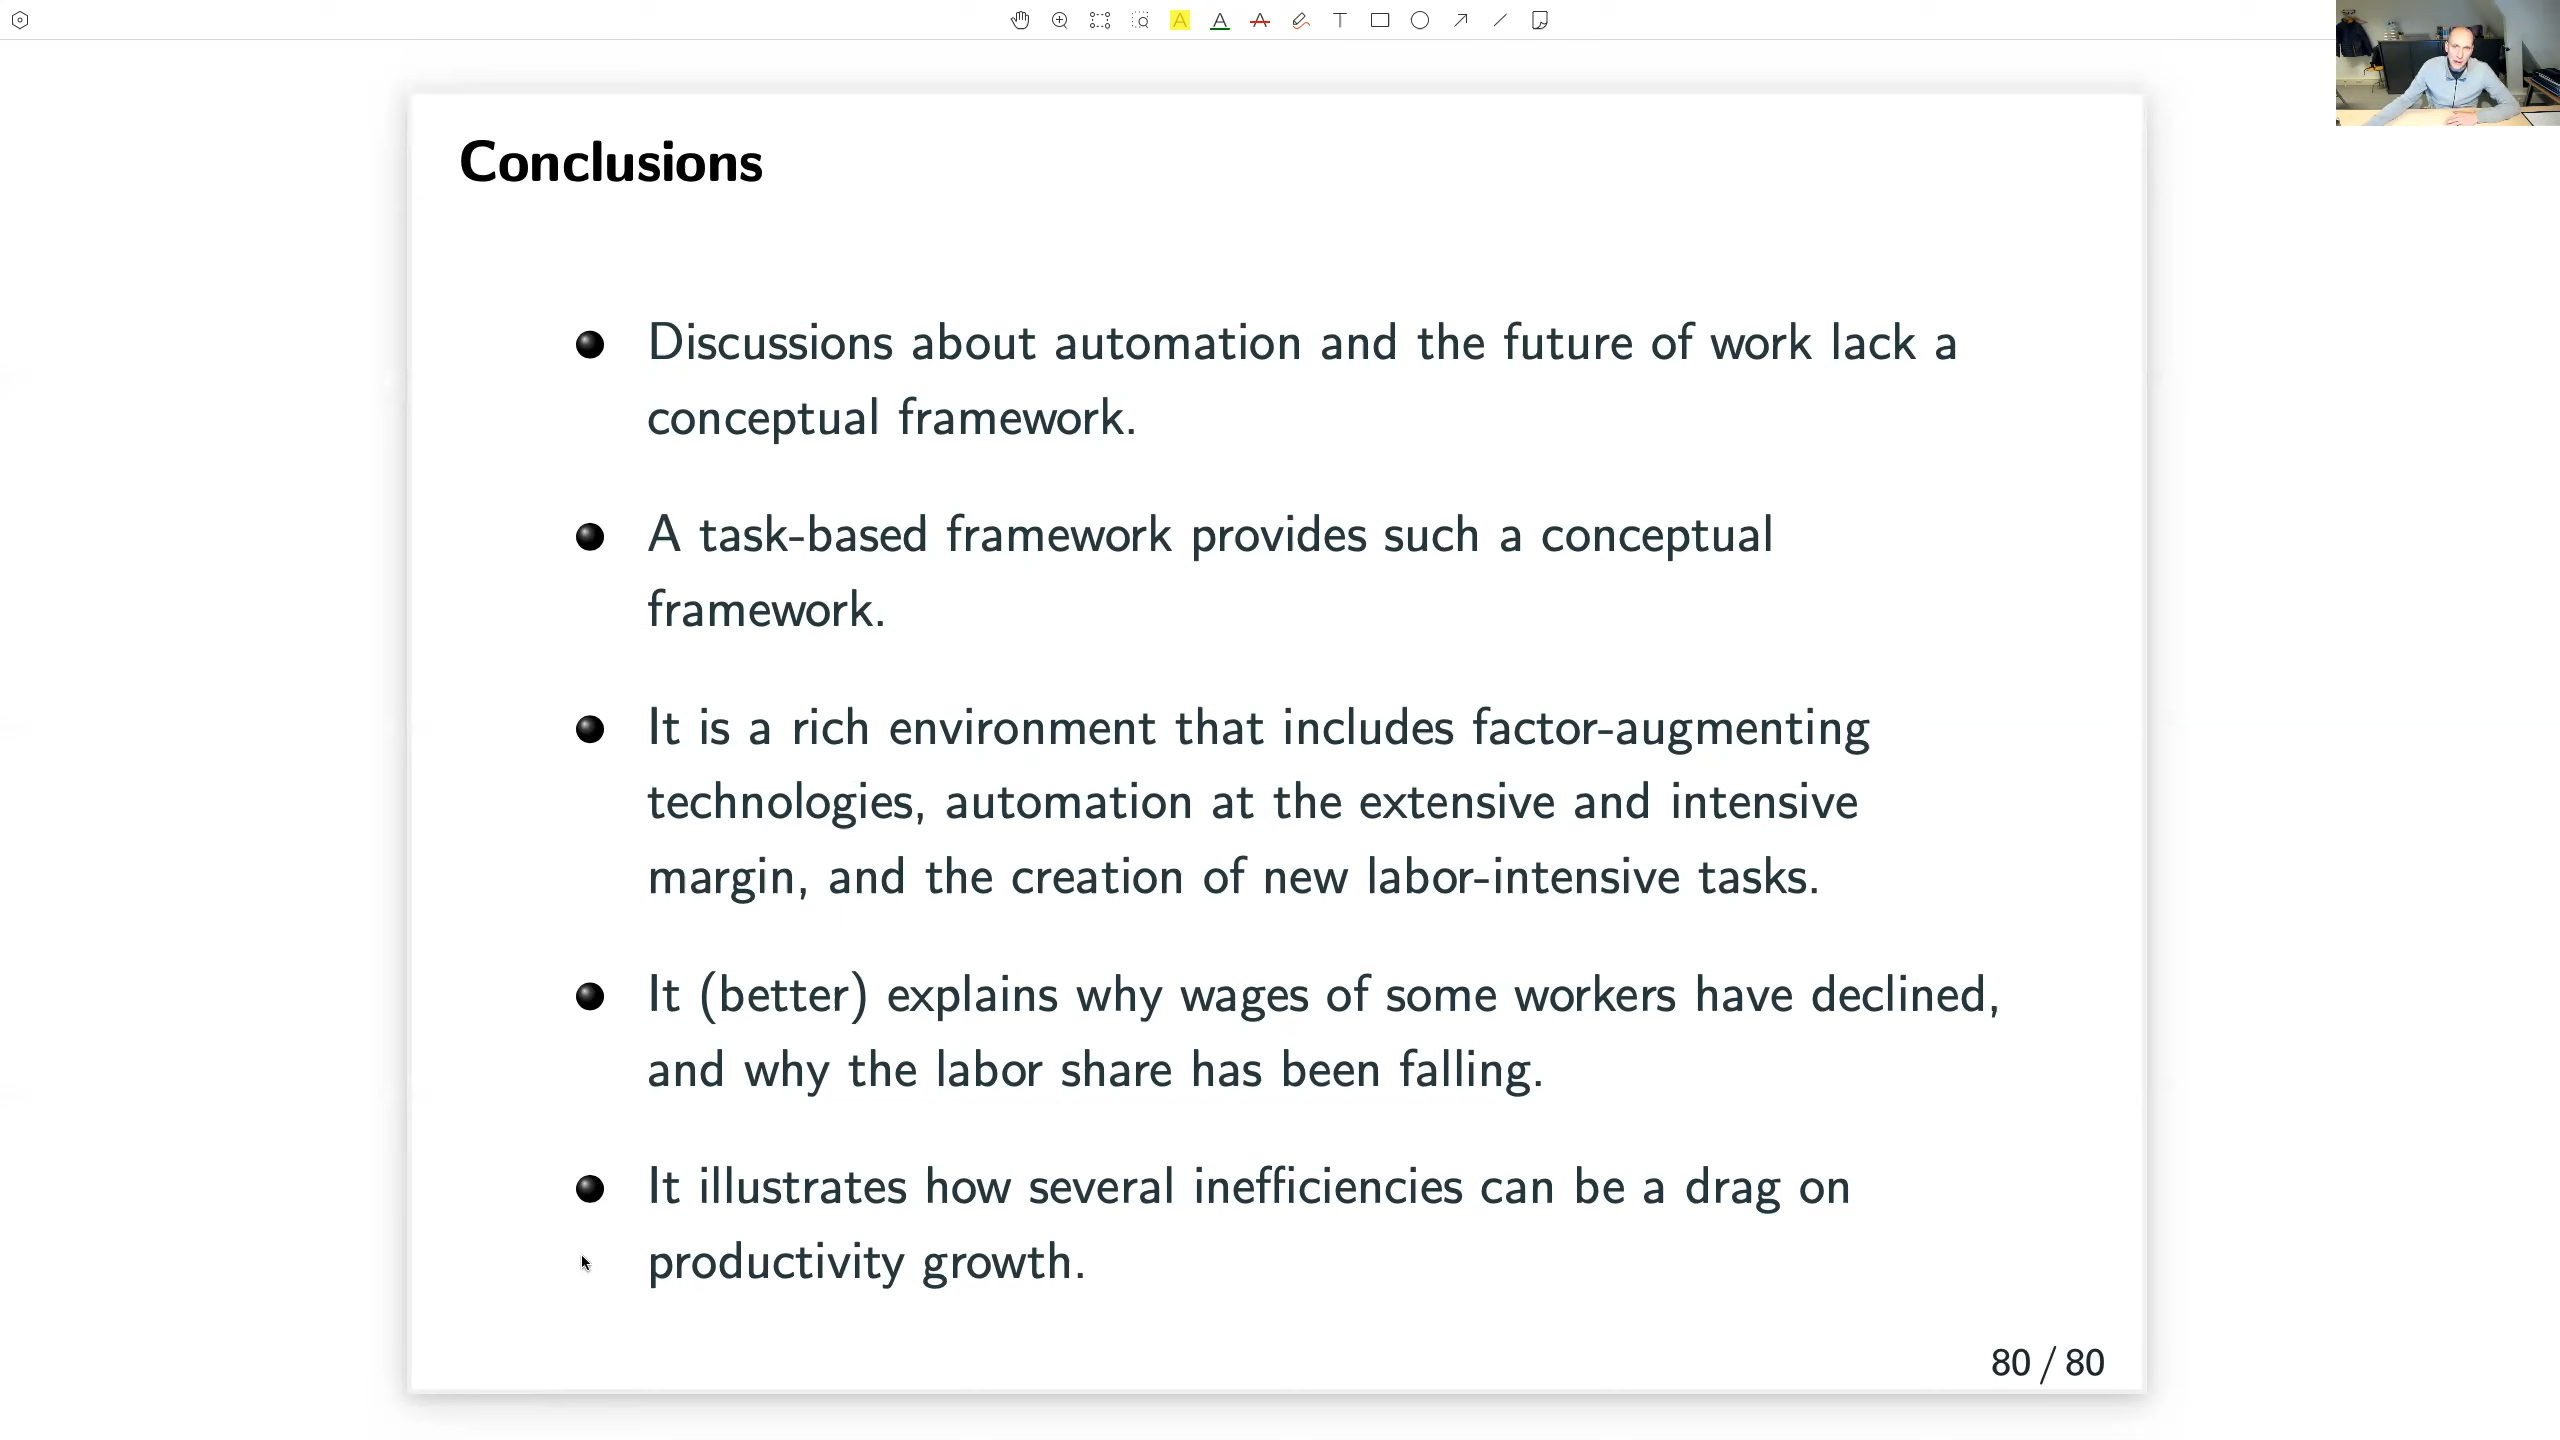 Conclusions
Discussions about automation and the future of work lack a
conceptual framework.
A task-based framework provides such a conceptual
framework.
It is a rich environment that includes factor-augmenting
technologies, automation at the extensive and intensive
margin, and the creation of new labor-intensive tasks.
It (better) explains why wages of some workers have declined,
and why the labor share has been falling.
It illustrates how several inefficiencies can be a drag on
productivity growth.
80 / 80